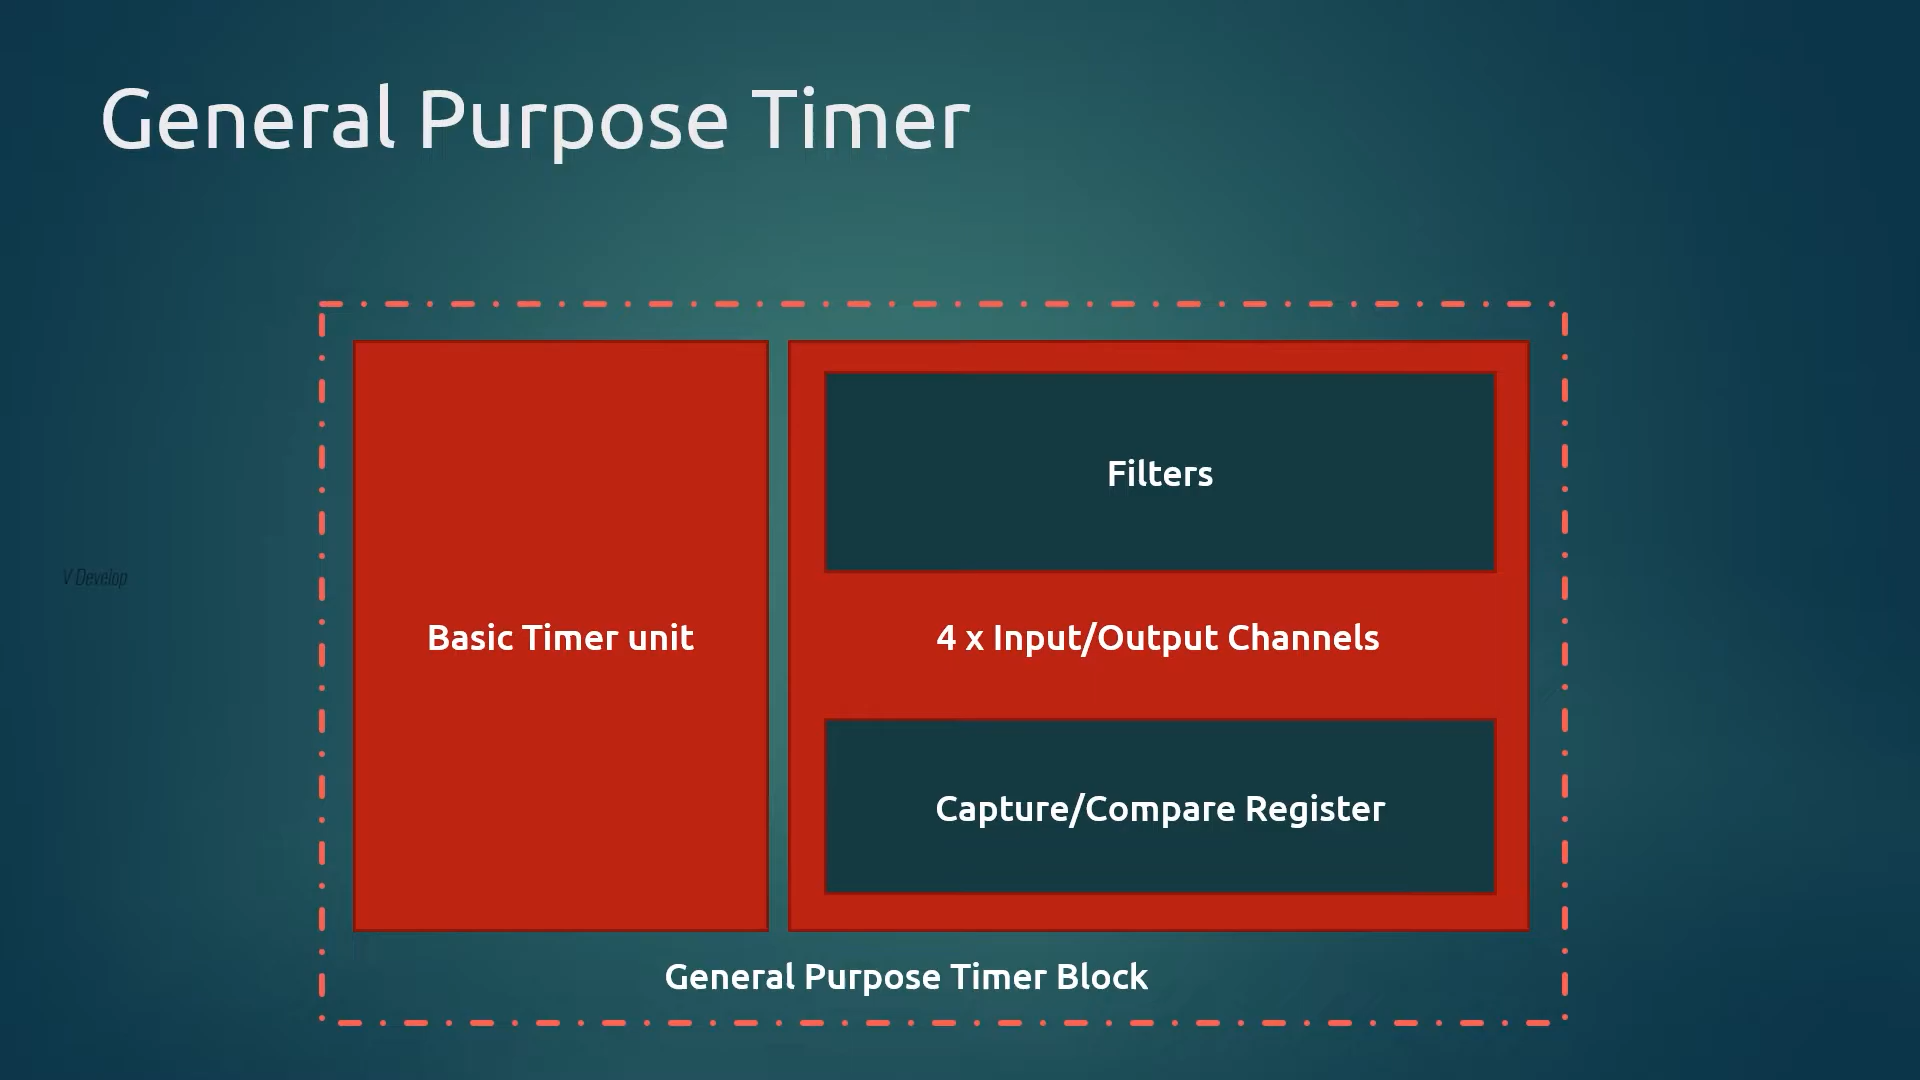 General Purpose Timer
Filters
Basic Timer unit
4 x Input/Output Channels
Capture/Compare Register
General Purpose Timer Block
V Develop